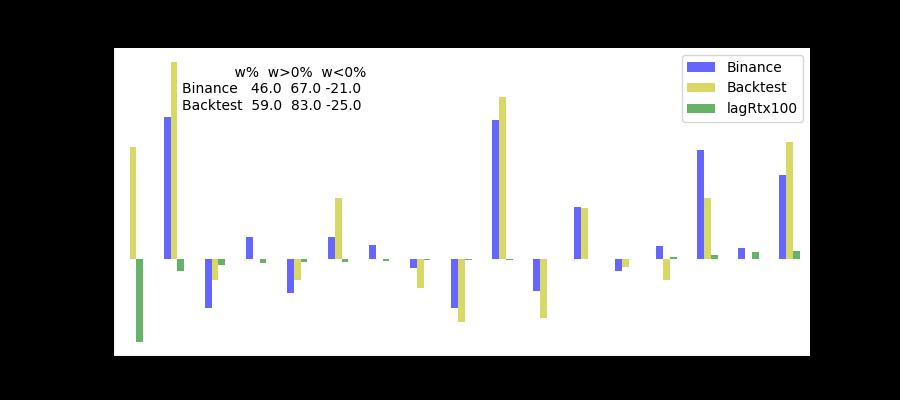 w% w>0% w<0%
Binance 46.0 67.0 -21.0
Backtest 59.0 83.0 -25.0
Binance
Backtest
lagRtx100